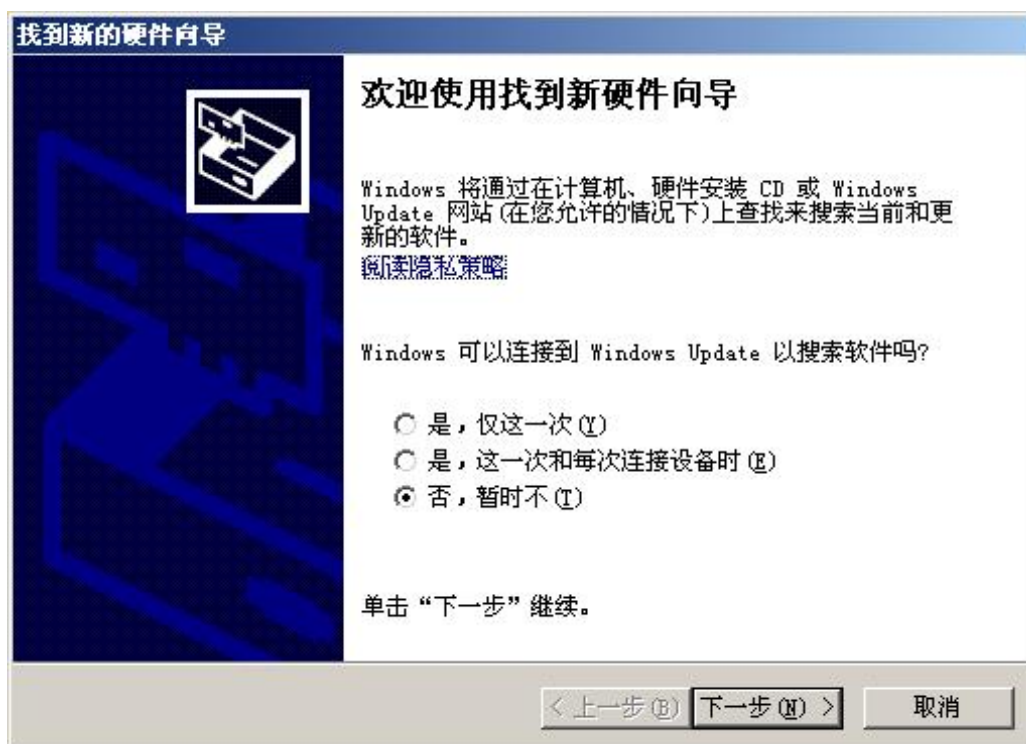 找到新的硬件向导
欢迎使用找到新硬件向导
Windows 将通过在计算机、硬件安装 CD 或 Windows
Update 网站(在您允许的情况下)上查找来搜索当前和更
新的软件。
阅读隐私策略
Windows 可以连接到 Windows Update 以搜索软件吗?
是，仅这一次(Y)
是，这一次和每次连接设备时(E)
否，暂时不(T)
单击“下一步”继续。
< 上一步(B) 下一步(N) > 取消